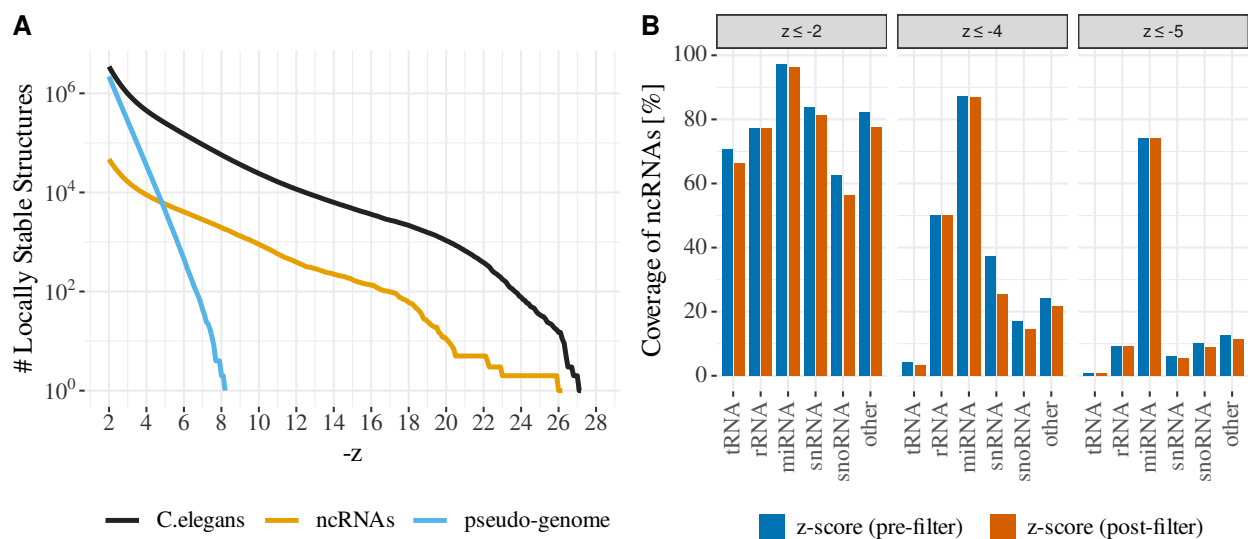 A
# Locally Stable Structures
10^6
10^4
10^2
10^0
2 4 6 8 10 12 14 16 18 20 22 24 26 28
-z
C.elegans ncRNAs pseudo-genome
B
z ≤ -2 z ≤ -4 z ≤ -5
Coverage of ncRNAs [%]
100
80
60
40
20
0
tRNA rRNA miRNA snRNA snoRNA other tRNA rRNA miRNA snRNA snoRNA other tRNA rRNA miRNA snRNA snoRNA other
z-score (pre-filter) z-score (post-filter)